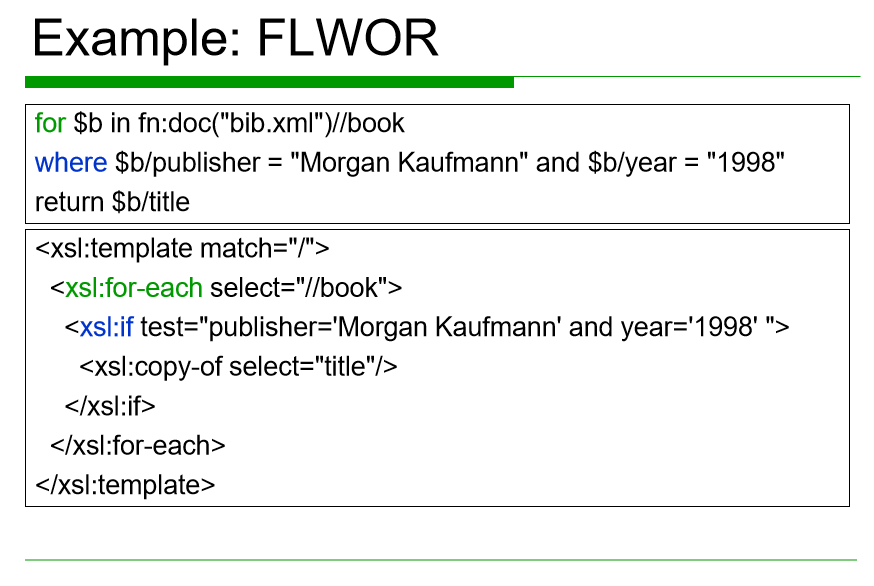 Example: FLWOR
for $b in fn:doc("bib.xml")//book
where $b/publisher = "Morgan Kaufmann" and $b/year = "1998"
return $b/title
<xsl:template match="/">
<xsl:for-each select="//book">
<xsl:if test="publisher='Morgan Kaufmann' and year='1998' ">
<xsl:copy-of select="title"/>
</xsl:if>
</xsl:for-each>
</xsl:template>